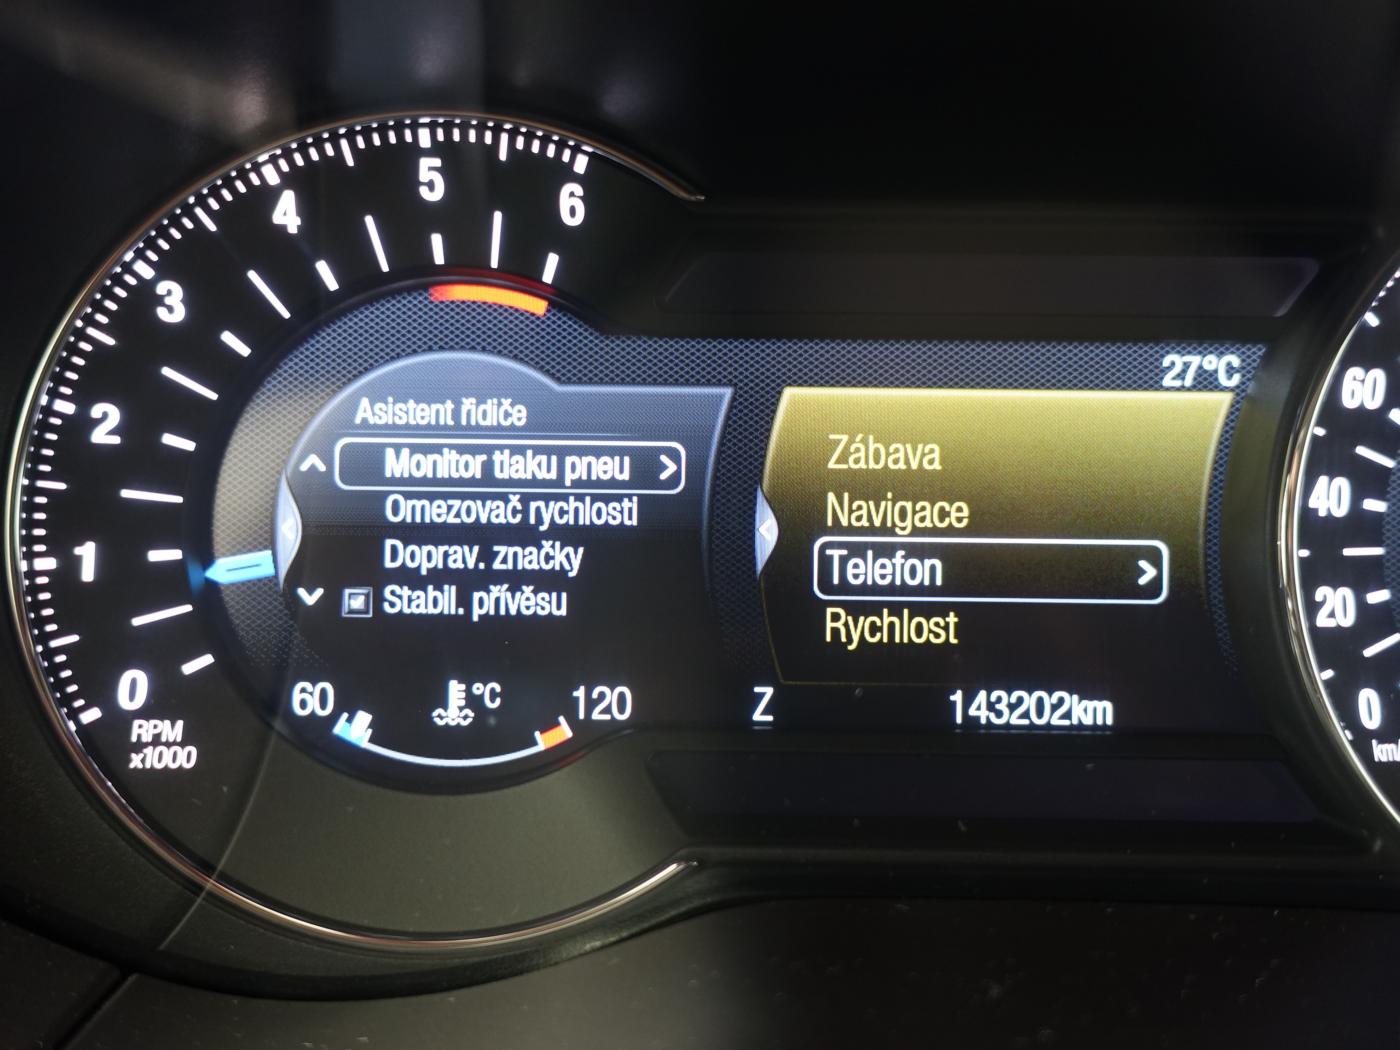 5
4
6
3
2
1
0
RPM
x1000
Asistent řidiče
Monitor tlaku pneu
Omezovač rychlosti
Doprav. značky
Stabil. přívěsu
60
°C
120
27°C
Zábava
Navigace
Telefon
Rychlost
Z
143202km
60
40
20
0
km/